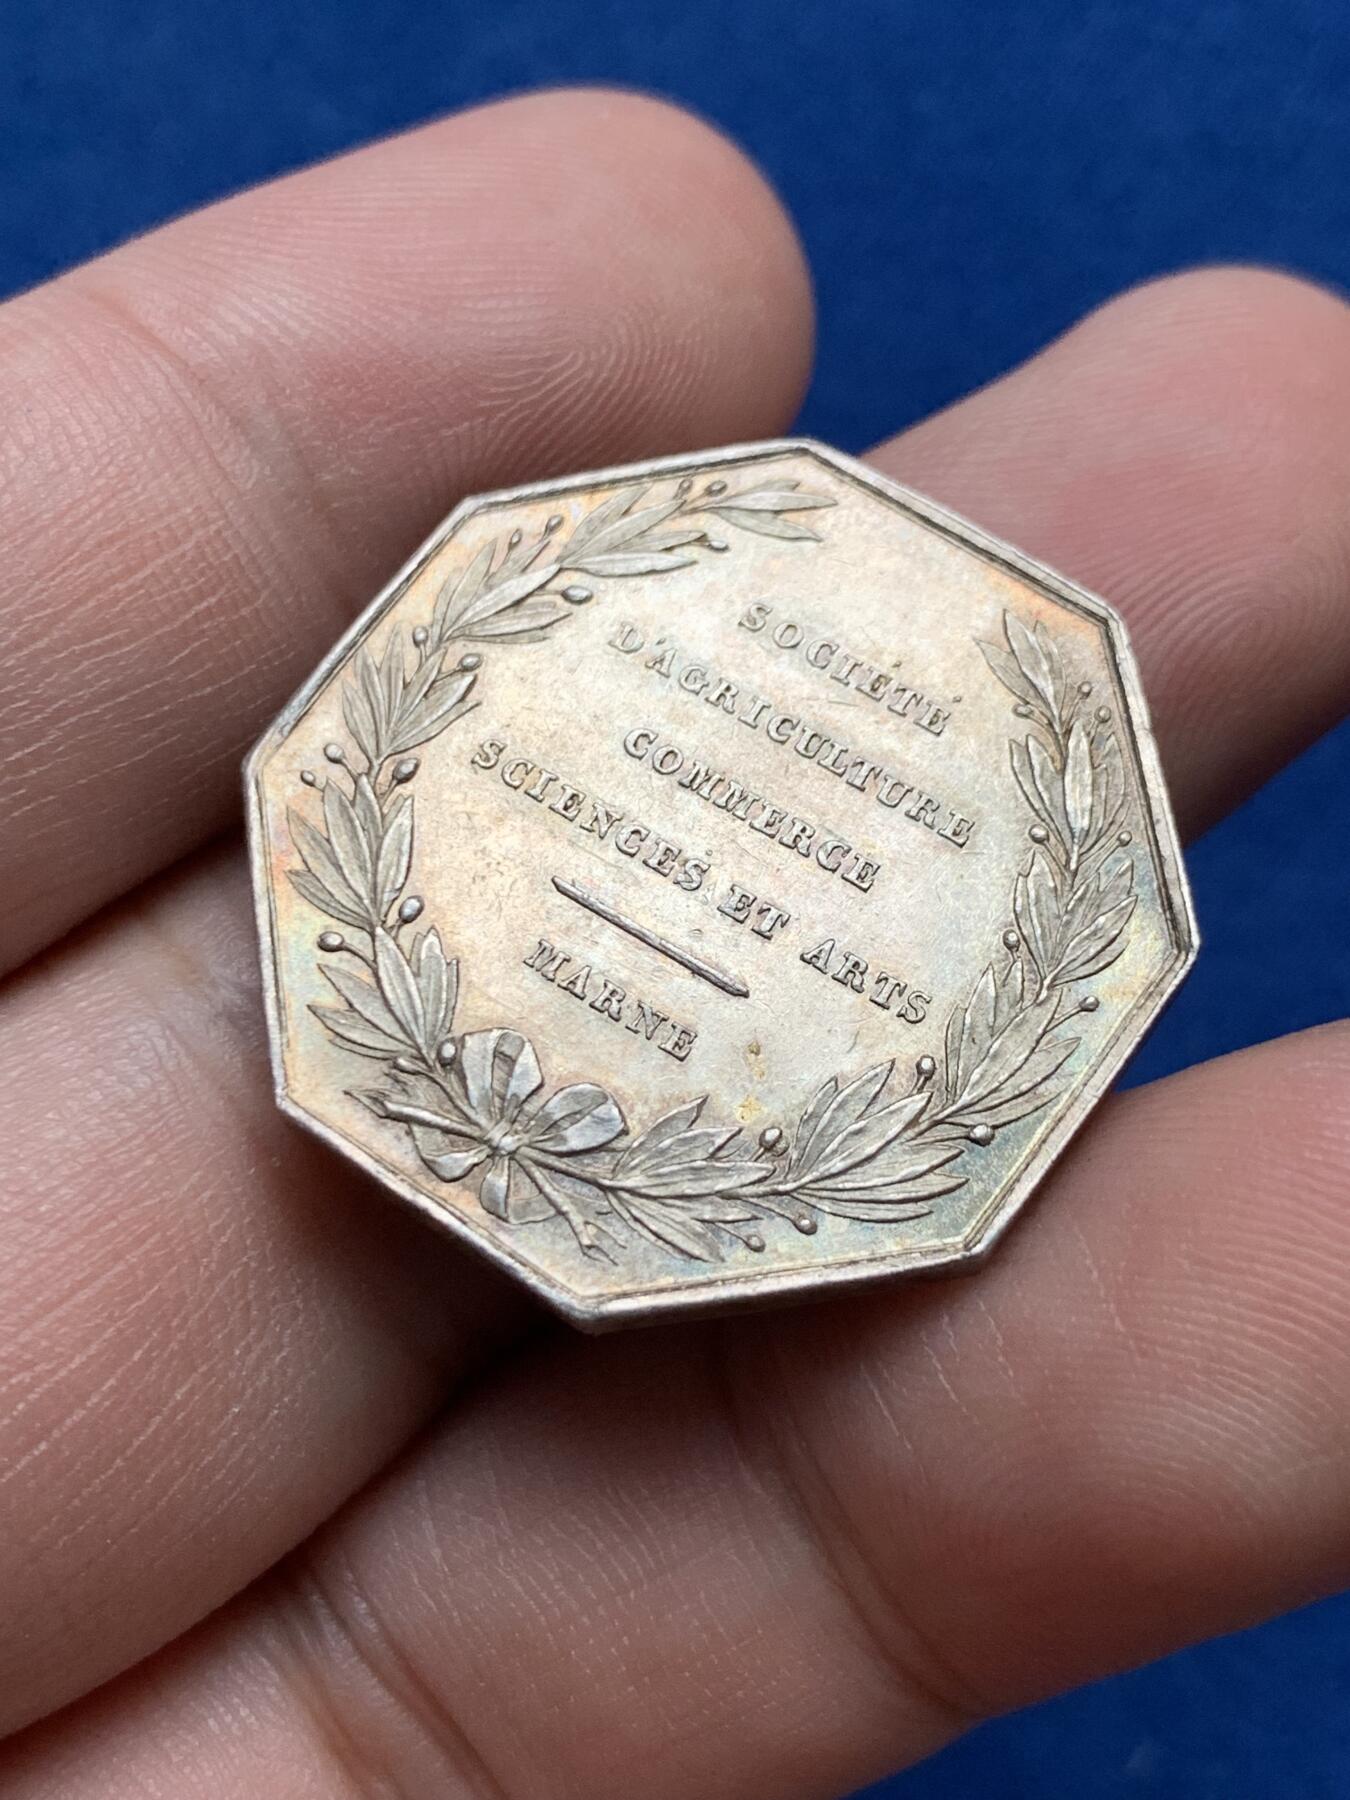 SOCIÉTÉ
D'AGRICULTURE
COMMERCE
SCIENCES ET ARTS
MARNE